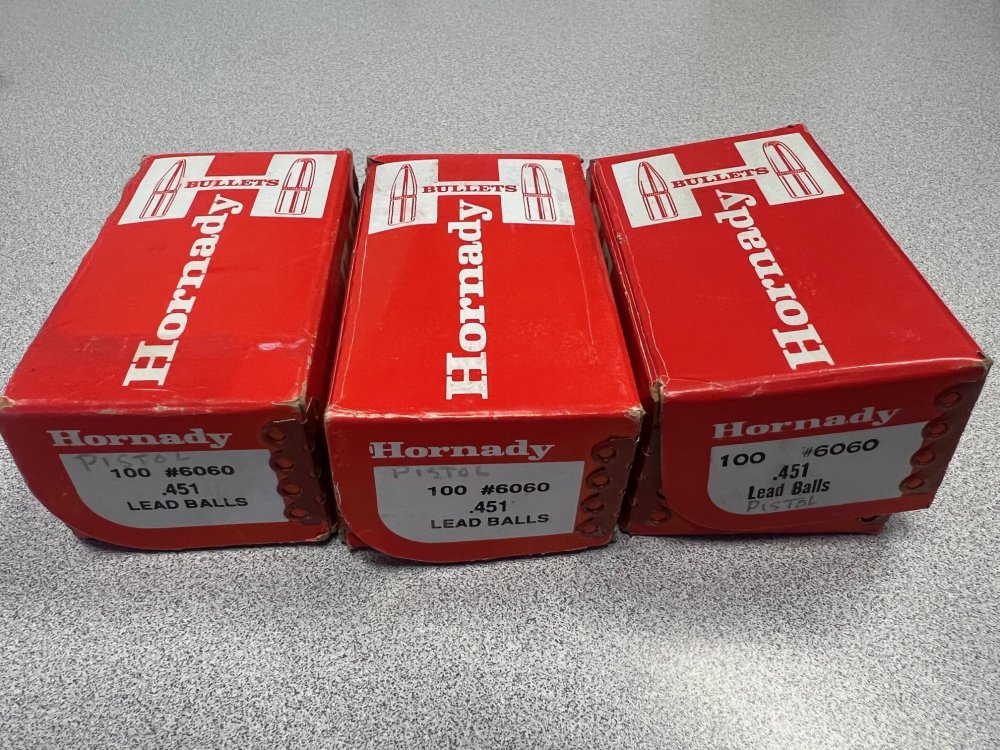 BULLETS
Hornady
Hornady
PISTOL
100 #6060
.451
LEAD BALLS
BULLETS
Hornady
Hornady
PISTOL
100 #6060
.451
LEAD BALLS
BULLETS
Hornady
Hornady
100 #6060
.451
Lead Balls
PISTOL